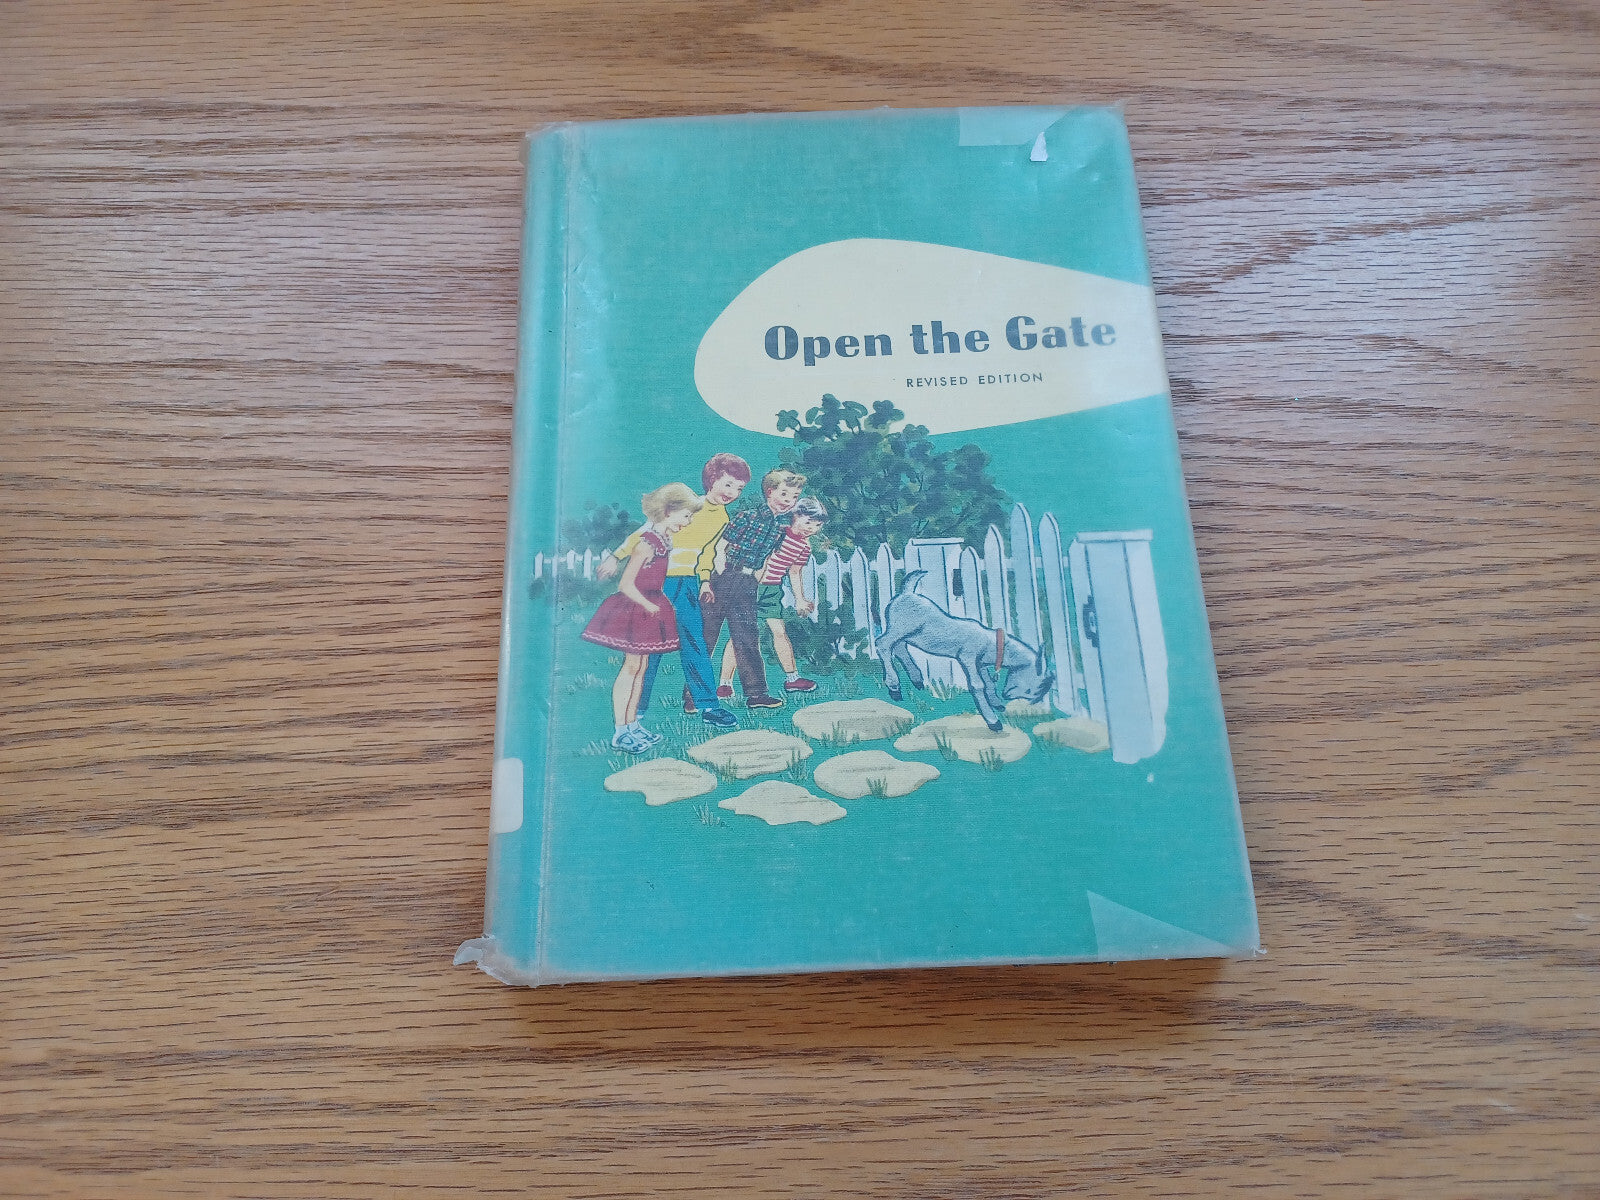 Open the Gate
REVISED EDITION